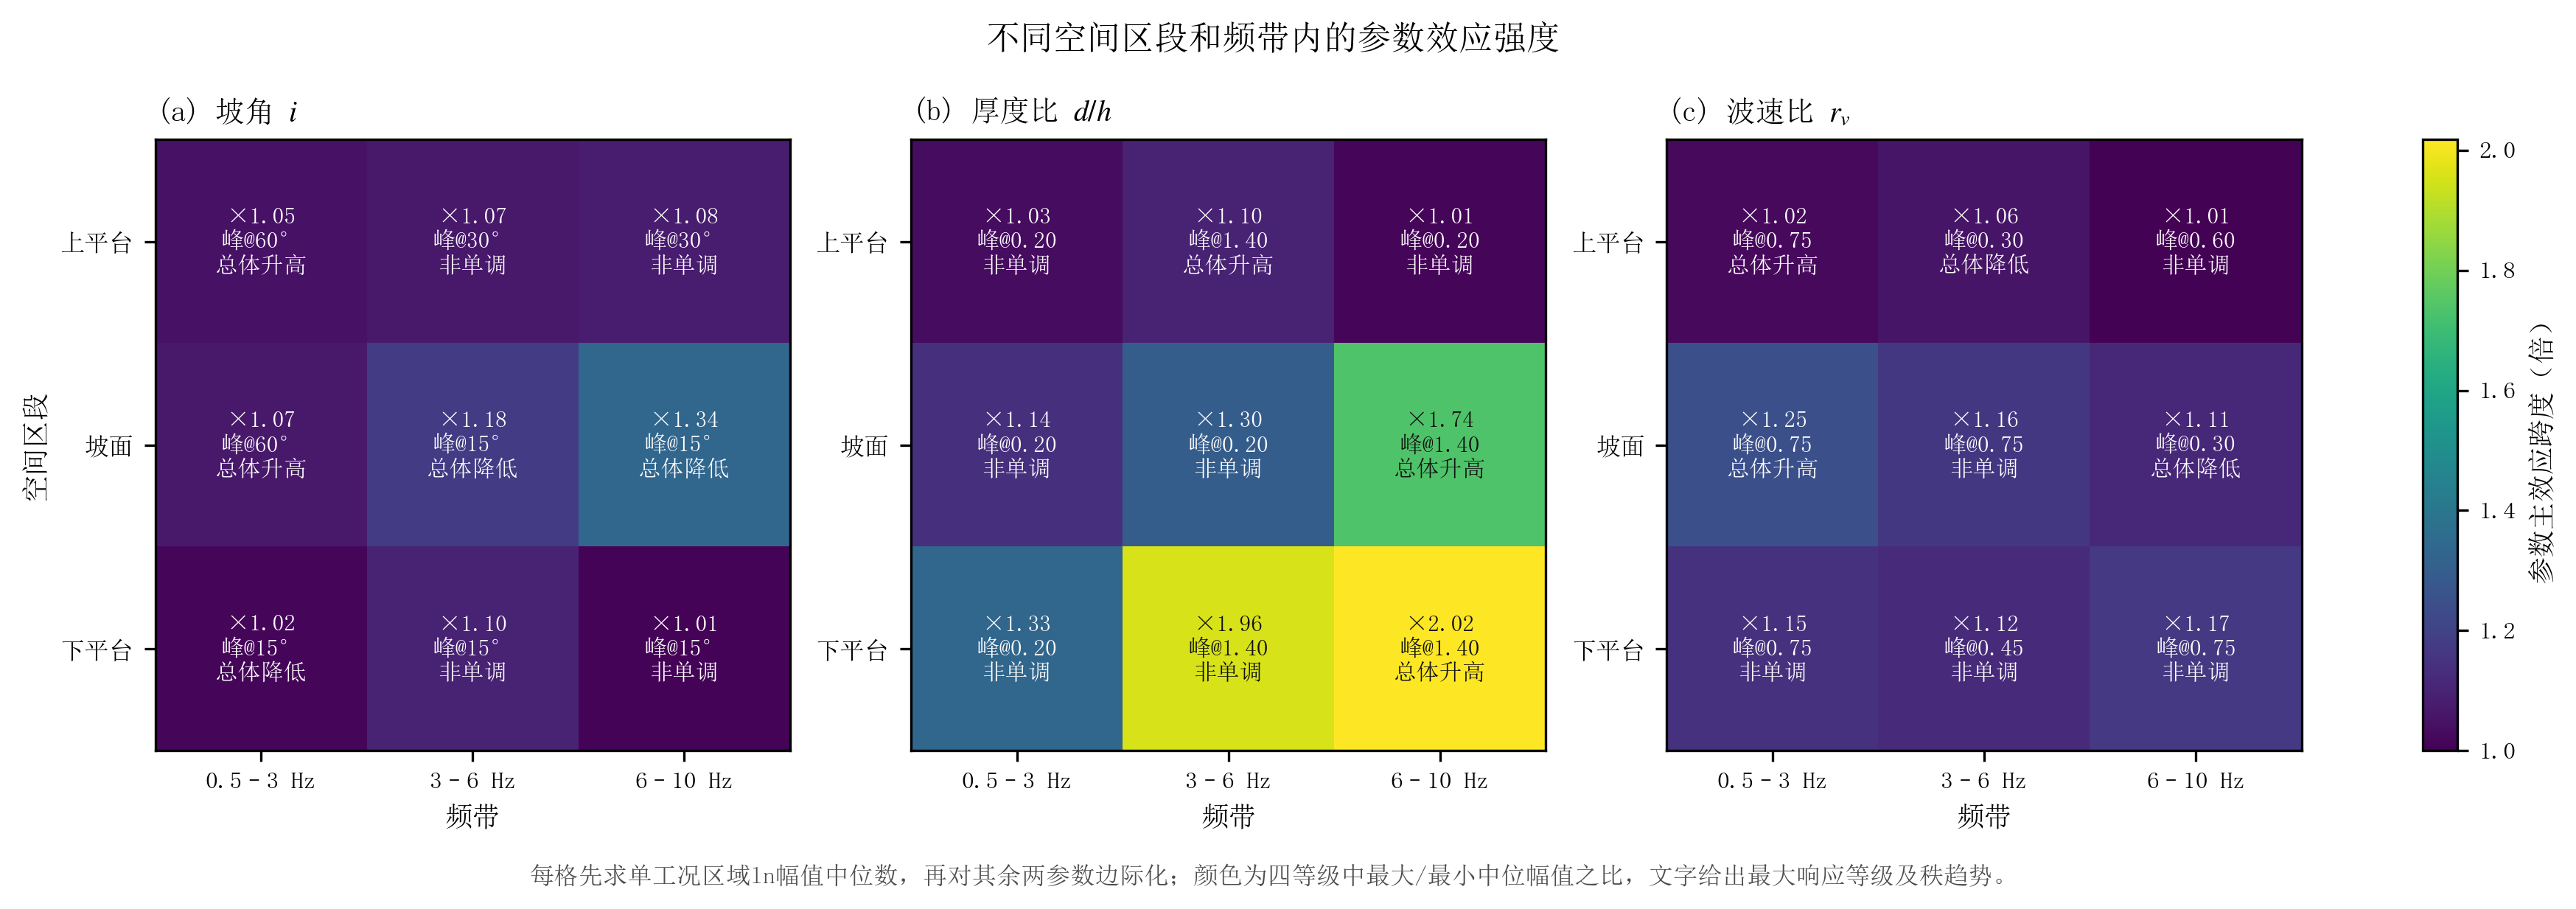 不同空间区段和频带内的参数效应强度
(a) 坡角 i
×1.05
峰@60°
总体升高
×1.07
峰@30°
非单调
×1.08
峰@30°
非单调
×1.07
峰@60°
总体升高
×1.18
峰@15°
总体降低
×1.34
峰@15°
总体降低
×1.02
峰@15°
总体降低
×1.10
峰@15°
非单调
×1.01
峰@15°
非单调
上平台
坡面
下平台
空间区段
0.5–3 Hz
3–6 Hz
6–10 Hz
频带
(b) 厚度比 d/h
×1.03
峰@0.20
非单调
×1.10
峰@1.40
总体升高
×1.01
峰@0.20
非单调
×1.14
峰@0.20
非单调
×1.30
峰@0.20
非单调
×1.74
峰@1.40
总体升高
×1.33
峰@0.20
非单调
×1.96
峰@1.40
非单调
×2.02
峰@1.40
总体升高
上平台
坡面
下平台
0.5–3 Hz
3–6 Hz
6–10 Hz
频带
(c) 波速比 rᵥ
×1.02
峰@0.75
总体升高
×1.06
峰@0.30
总体降低
×1.01
峰@0.60
非单调
×1.25
峰@0.75
总体升高
×1.16
峰@0.75
非单调
×1.11
峰@0.30
总体降低
×1.15
峰@0.75
非单调
×1.12
峰@0.45
非单调
×1.17
峰@0.75
非单调
上平台
坡面
下平台
0.5–3 Hz
3–6 Hz
6–10 Hz
频带
2.0
1.8
1.6
1.4
1.2
1.0
参数主效应跨度（倍）
每格先求单工况区域ln幅值中位数，再对其余两参数边际化；颜色为四等级中最大/最小中位幅值之比，文字给出最大响应等级及秩趋势。